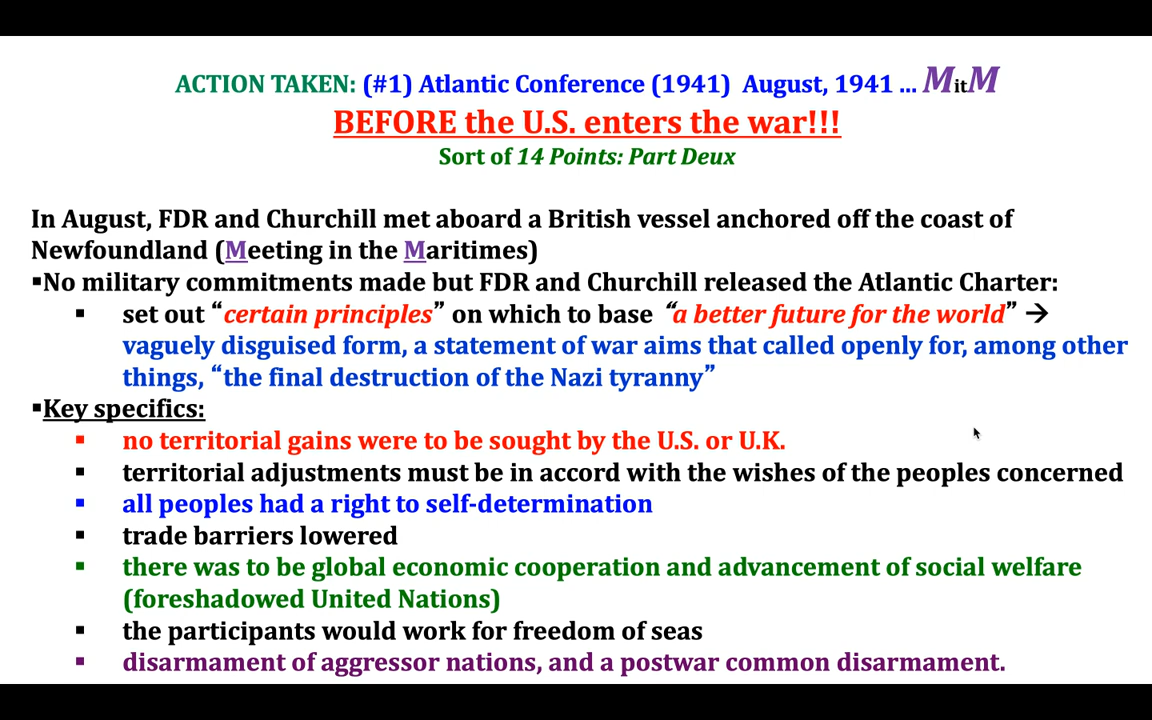 ACTION TAKEN: (#1) Atlantic Conference (1941)  August, 1941 ... MitM
BEFORE the U.S. enters the war!!!
Sort of 14 Points: Part Deux
In August, FDR and Churchill met aboard a British vessel anchored off the coast of
Newfoundland (Meeting in the Maritimes)
▪No military commitments made but FDR and Churchill released the Atlantic Charter:
▪ set out “certain principles” on which to base “a better future for the world” →
vaguely disguised form, a statement of war aims that called openly for, among other
things, “the final destruction of the Nazi tyranny”
▪Key specifics:
▪ no territorial gains were to be sought by the U.S. or U.K.
▪ territorial adjustments must be in accord with the wishes of the peoples concerned
▪ all peoples had a right to self-determination
▪ trade barriers lowered
▪ there was to be global economic cooperation and advancement of social welfare
(foreshadowed United Nations)
▪ the participants would work for freedom of seas
▪ disarmament of aggressor nations, and a postwar common disarmament.